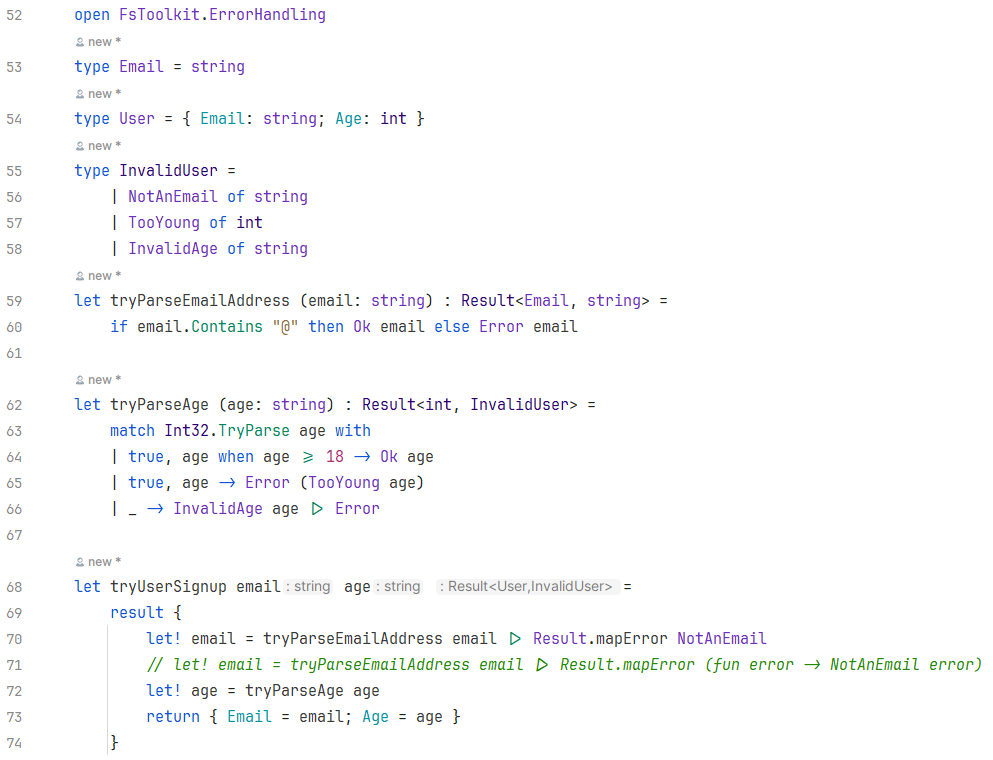 52 open FsToolkit.ErrorHandling
new *
53 type Email = string
new *
54 type User = { Email: string; Age: int }
new *
55 type InvalidUser =
56 | NotAnEmail of string
57 | TooYoung of int
58 | InvalidAge of string
new *
59 let tryParseEmailAddress (email: string) : Result<Email, string> =
60 if email.Contains "@" then Ok email else Error email
61
new *
62 let tryParseAge (age: string) : Result<int, InvalidUser> =
63 match Int32.TryParse age with
64 | true, age when age ≥ 18 → Ok age
65 | true, age → Error (TooYoung age)
66 | _ → InvalidAge age ▷ Error
67
new *
68 let tryUserSignup email : string age : string : Result<User,InvalidUser> =
69 result {
70 let! email = tryParseEmailAddress email ▷ Result.mapError NotAnEmail
71 // let! email = tryParseEmailAddress email ▷ Result.mapError (fun error → NotAnEmail error)
72 let! age = tryParseAge age
73 return { Email = email; Age = age }
74 }